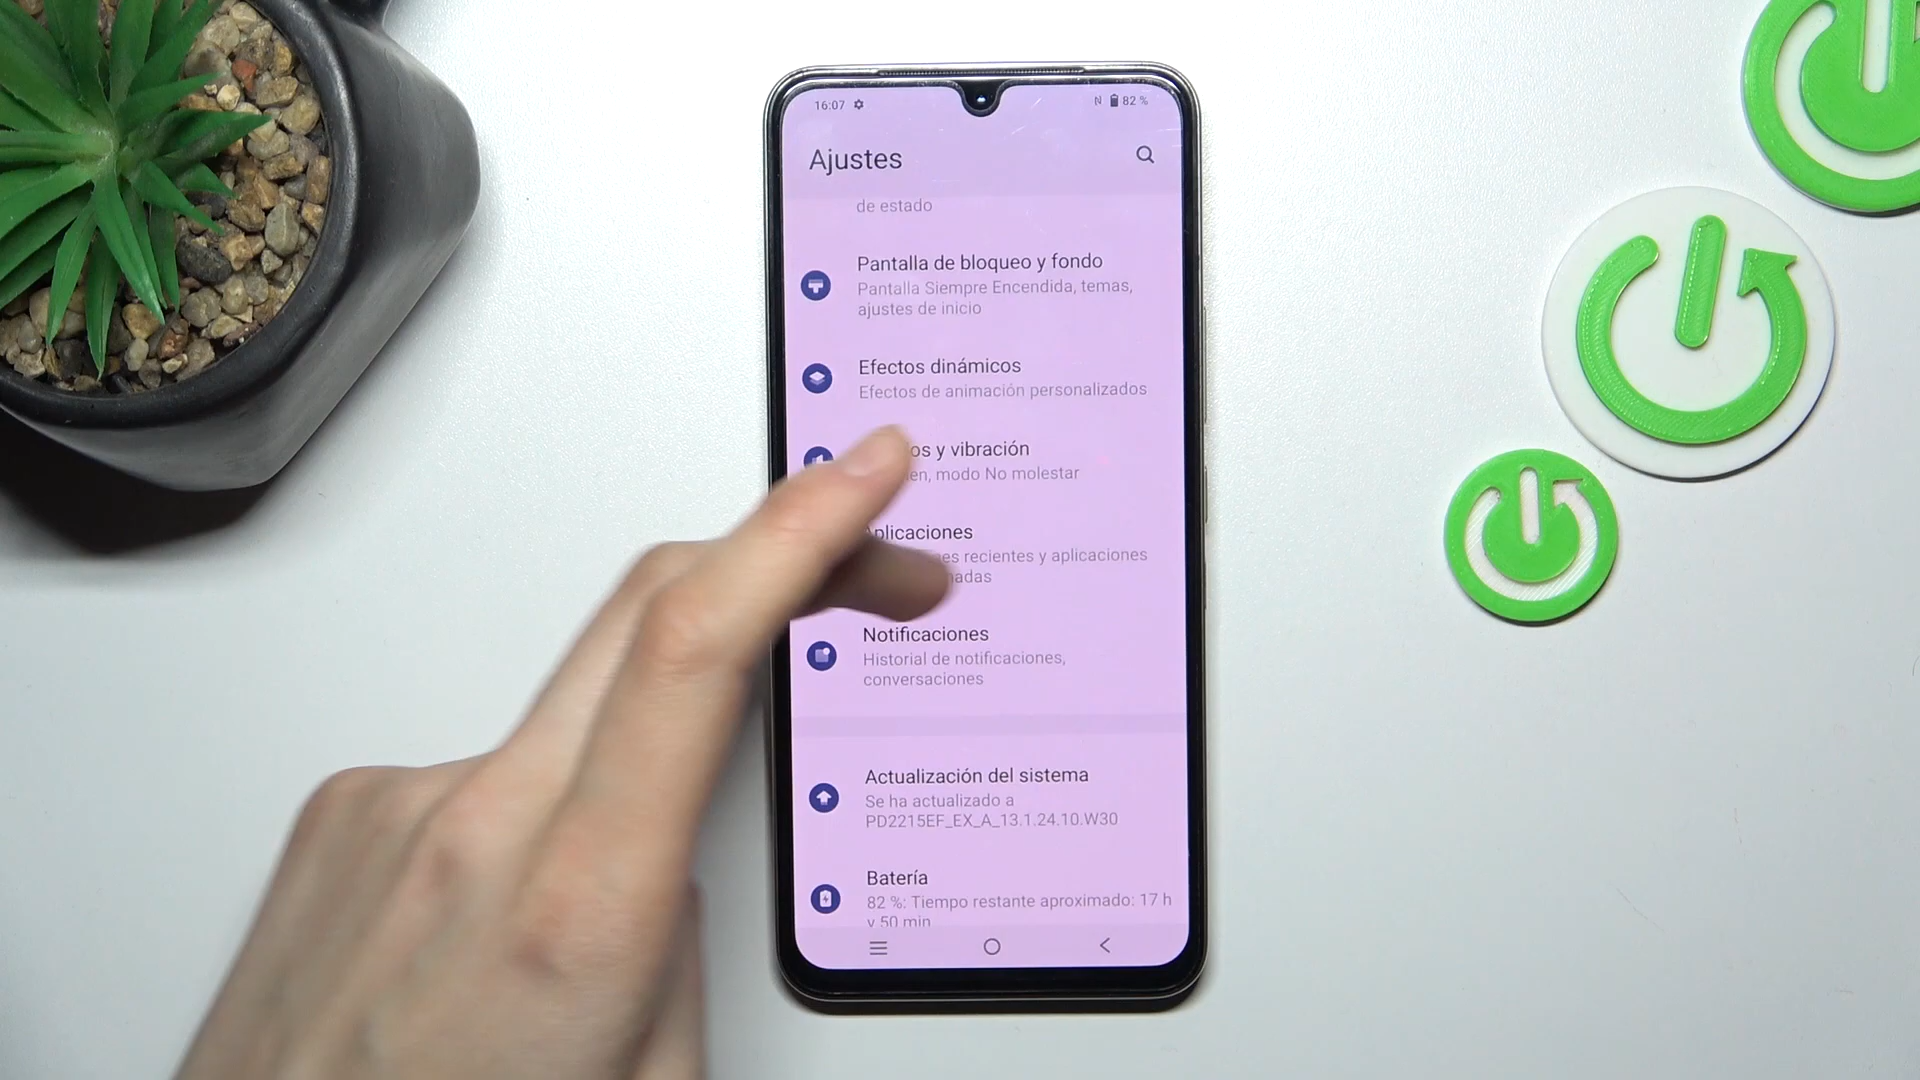 16:07
N 82 %
Ajustes
de estado
Pantalla de bloqueo y fondo
Pantalla Siempre Encendida, temas,
ajustes de inicio
Efectos dinámicos
Efectos de animación personalizados
os y vibración
en, modo No molestar
plicaciones
es recientes y aplicaciones
adas
Notificaciones
Historial de notificaciones,
conversaciones
Actualización del sistema
Se ha actualizado a
PD2215EF_EX_A_13.1.24.10.W30
Batería
82 %: Tiempo restante aproximado: 17 h
y 50 min